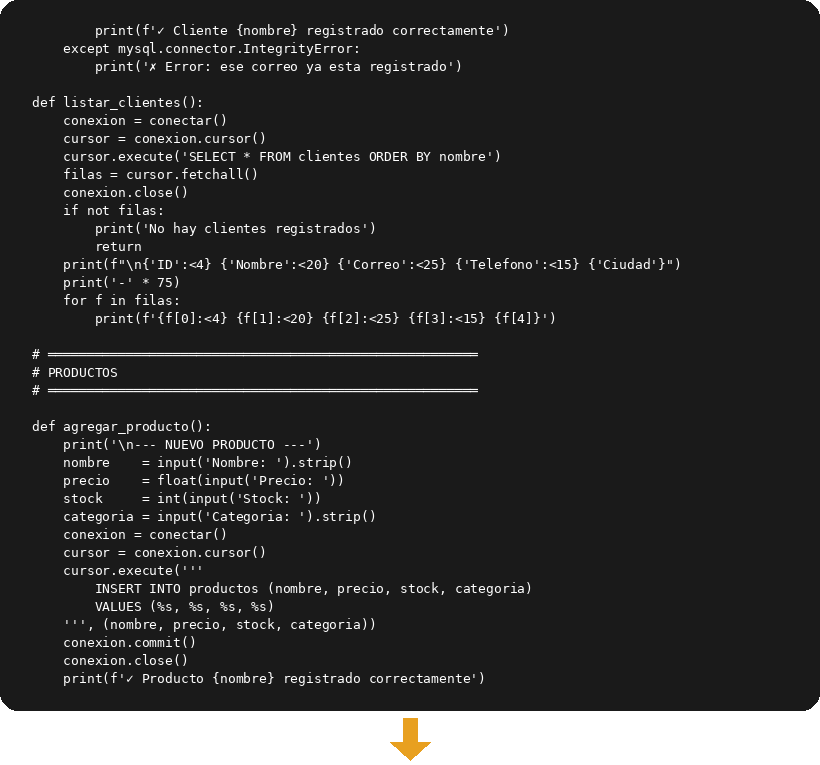 print(f'✓ Cliente {nombre} registrado correctamente')
    except mysql.connector.IntegrityError:
        print('✗ Error: ese correo ya esta registrado')

def listar_clientes():
    conexion = conectar()
    cursor = conexion.cursor()
    cursor.execute('SELECT * FROM clientes ORDER BY nombre')
    filas = cursor.fetchall()
    conexion.close()
    if not filas:
        print('No hay clientes registrados')
        return
    print(f"\n{'ID':<4} {'Nombre':<20} {'Correo':<25} {'Telefono':<15} {'Ciudad'}")
    print('-' * 75)
    for f in filas:
        print(f'{f[0]:<4} {f[1]:<20} {f[2]:<25} {f[3]:<15} {f[4]}')

# ═══════════════════════════════════════════════════════
# PRODUCTOS
# ═══════════════════════════════════════════════════════

def agregar_producto():
    print('\n--- NUEVO PRODUCTO ---')
    nombre    = input('Nombre: ').strip()
    precio    = float(input('Precio: '))
    stock     = int(input('Stock: '))
    categoria = input('Categoria: ').strip()
    conexion = conectar()
    cursor = conexion.cursor()
    cursor.execute('''
        INSERT INTO productos (nombre, precio, stock, categoria)
        VALUES (%s, %s, %s, %s)
    ''', (nombre, precio, stock, categoria))
    conexion.commit()
    conexion.close()
    print(f'✓ Producto {nombre} registrado correctamente')